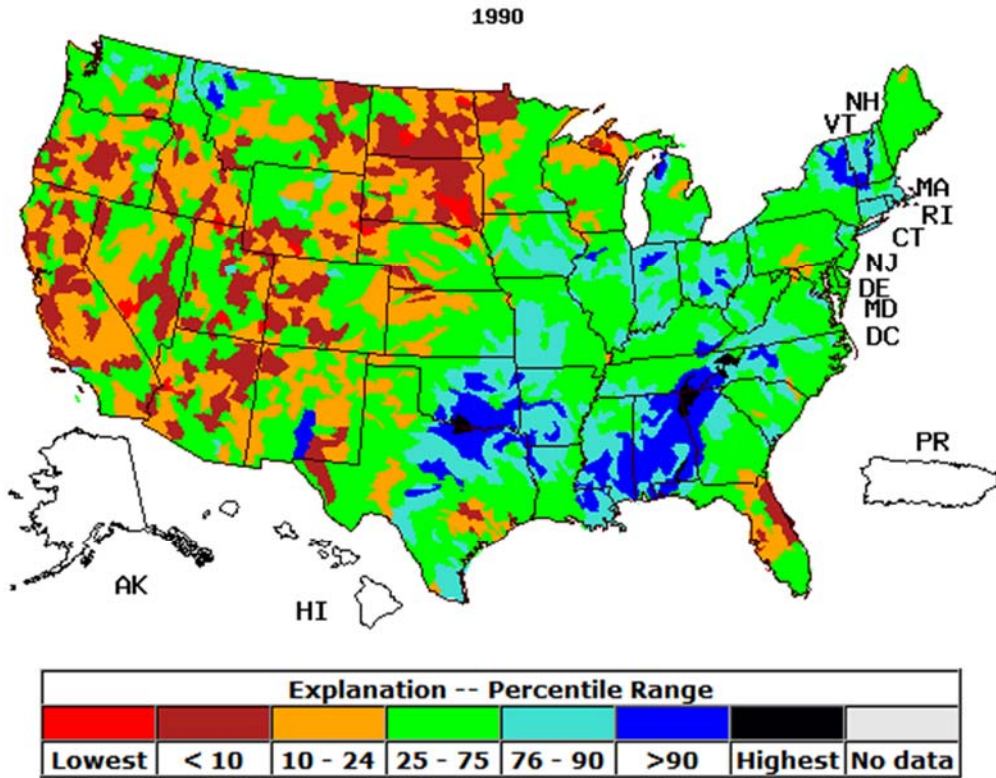 1990
NH
VT
MA
RI
CT
NJ
DE
MD
DC
PR
AK
HI
Explanation -- Percentile Range
Lowest < 10 10 - 24 25 - 75 76 - 90 >90 Highest No data